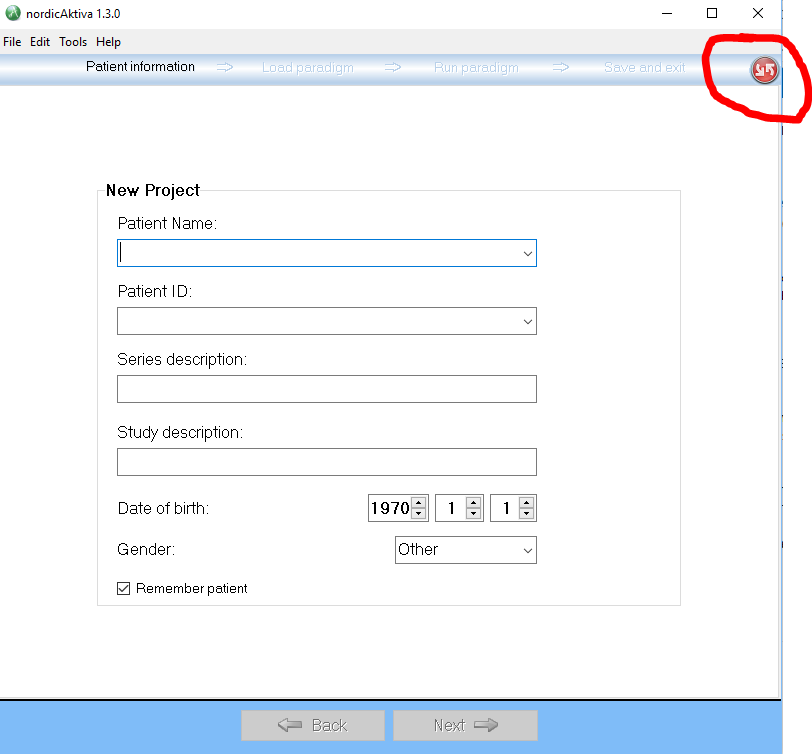 nordicAktiva 1.3.0
File Edit Tools Help
Patient information Load paradigm Run paradigm Save and exit
New Project
Patient Name:
Patient ID:
Series description:
Study description:
Date of birth: 1970 1 1
Gender: Other
Remember patient
Back Next